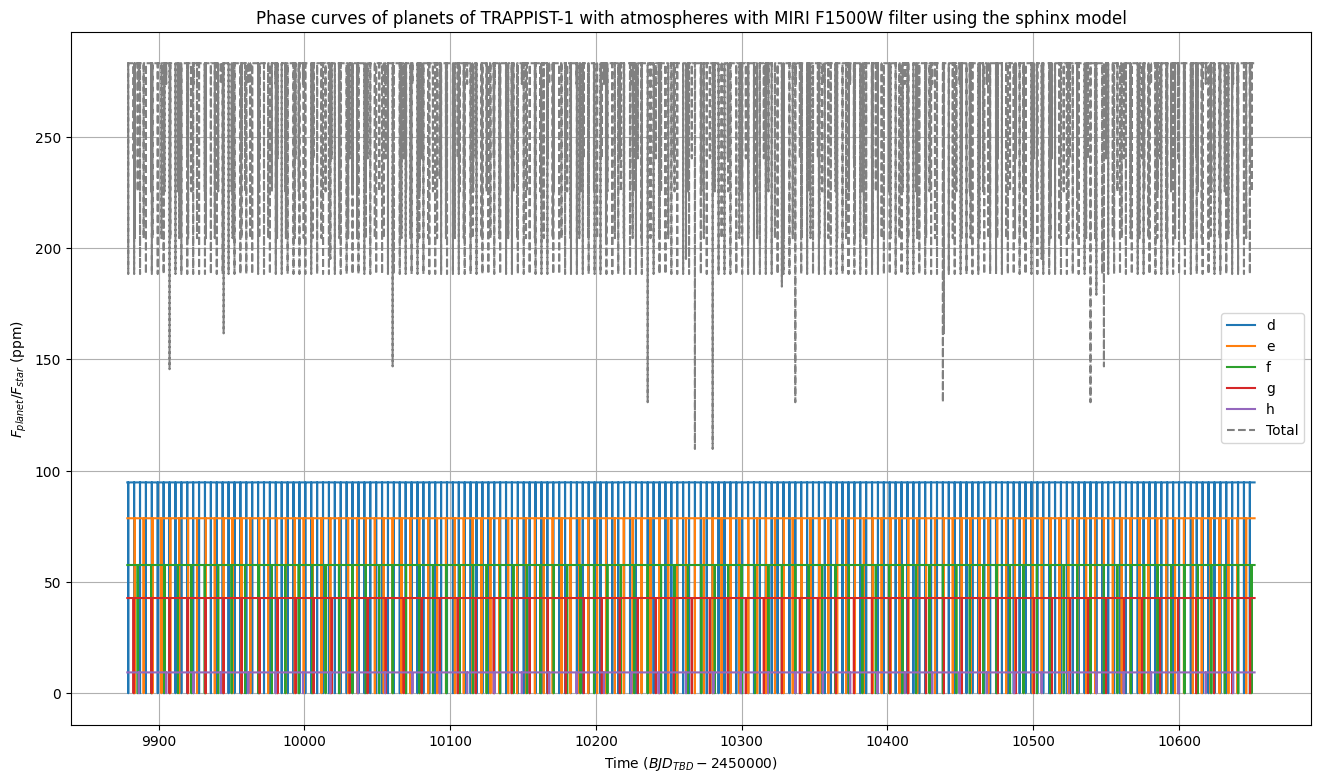 Phase curves of planets of TRAPPIST-1 with atmospheres with MIRI F1500W filter using the sphinx model
250
200
150
100
50
0
F_planet/F_star (ppm)
d
e
f
g
h
Total
9900 10000 10100 10200 10300 10400 10500 10600
Time (BJD_TBD − 2450000)